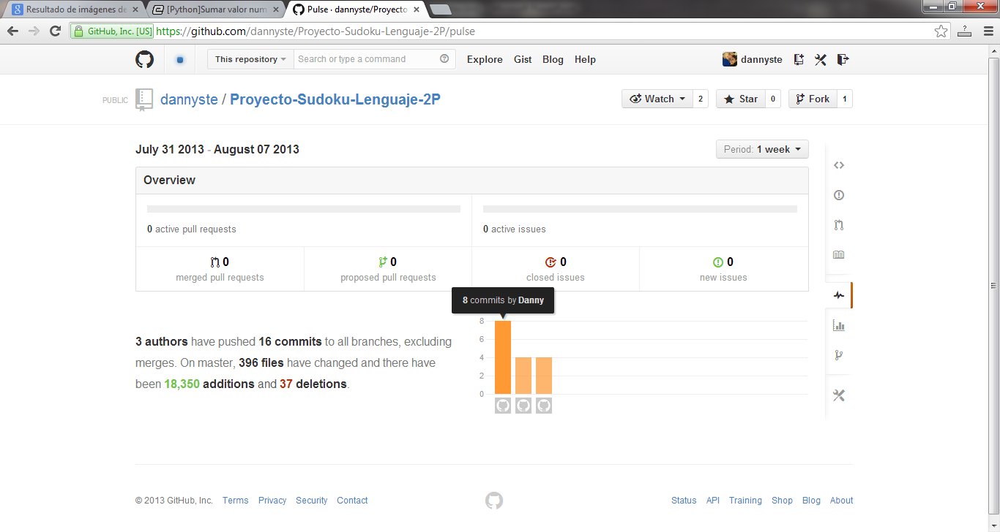 Resultado de imágenes de
[Python]Sumar valor num
Pulse · dannyste/Proyecto
GitHub, Inc. [US] https://github.com/dannyste/Proyecto-Sudoku-Lenguaje-2P/pulse
This repository Search or type a command Explore Gist Blog Help dannyste
PUBLIC dannyste / Proyecto-Sudoku-Lenguaje-2P Watch 2 Star 0 Fork 1
July 31 2013 - August 07 2013 Period: 1 week
Overview
0 active pull requests 0 active issues
0 0 0 0
merged pull requests proposed pull requests closed issues new issues
8 commits by Danny
8
6
4
2
0
3 authors have pushed 16 commits to all branches, excluding
merges. On master, 396 files have changed and there have
been 18,350 additions and 37 deletions.
© 2013 GitHub, Inc. Terms Privacy Security Contact Status API Training Shop Blog About